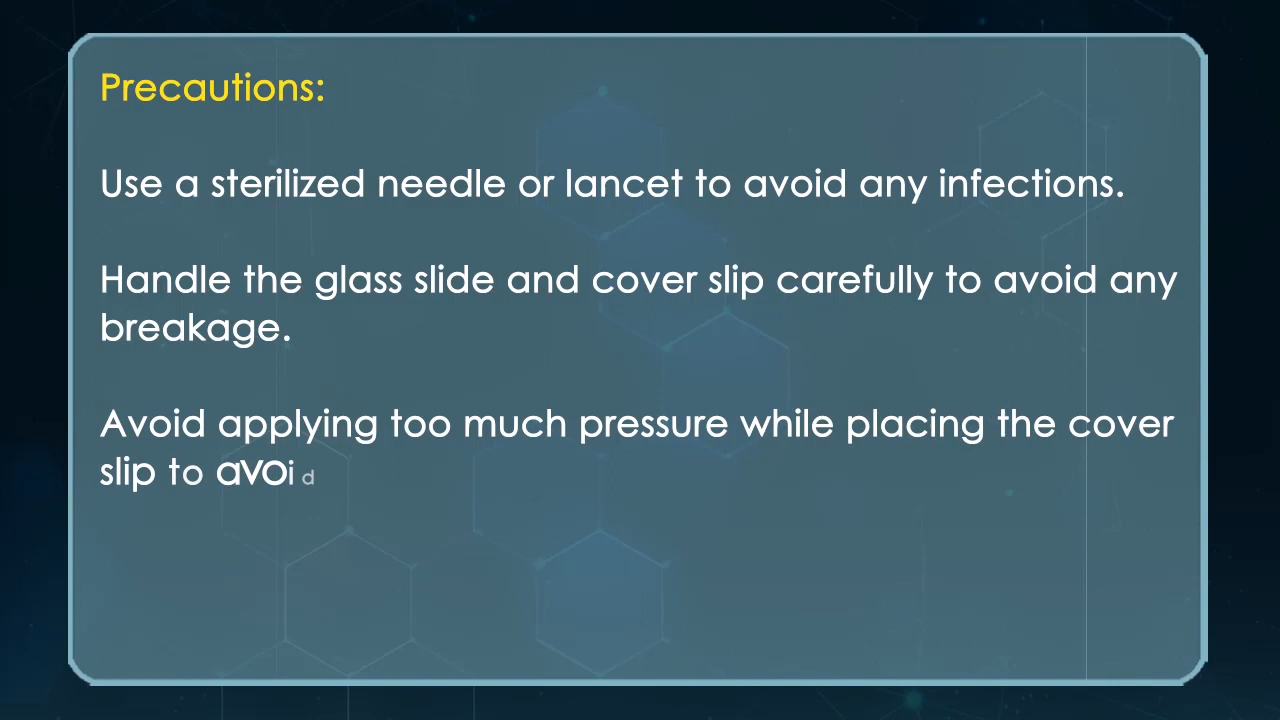 Precautions:
Use a sterilized needle or lancet to avoid any infections.
Handle the glass slide and cover slip carefully to avoid any
breakage.
Avoid applying too much pressure while placing the cover
slip to avoid